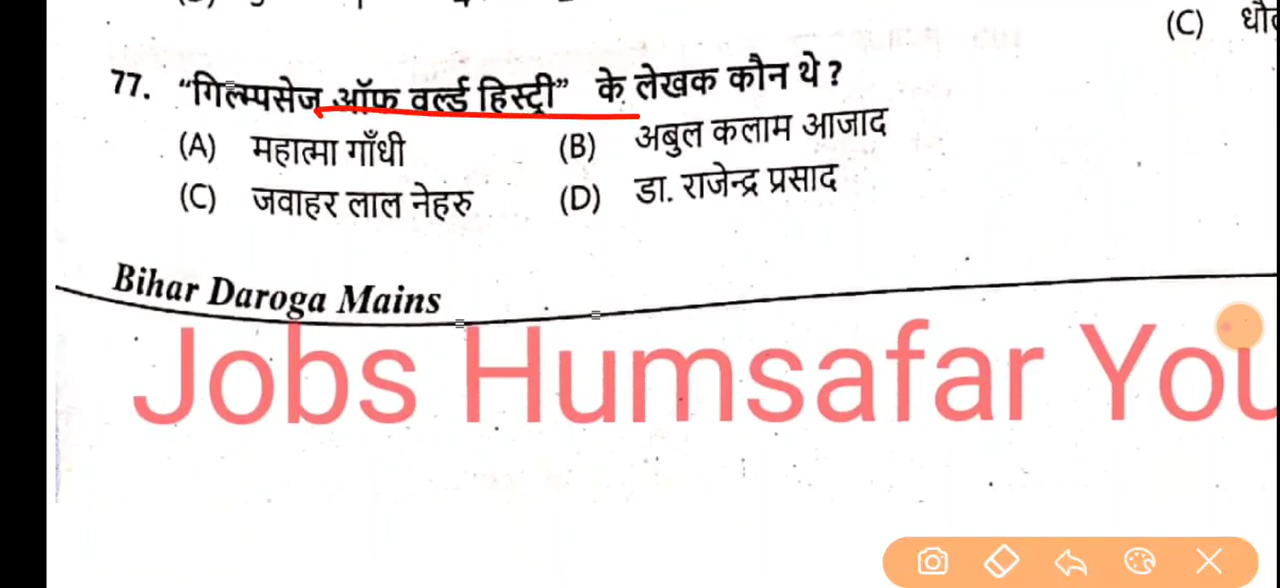 (C) धौ
77. “गिल्म्पसेज ऑफ वर्ल्ड हिस्ट्री” के लेखक कौन थे?
(A) महात्मा गाँधी (B) अबुल कलाम आजाद
(C) जवाहर लाल नेहरु (D) डा. राजेन्द्र प्रसाद
Bihar Daroga Mains
Jobs Humsafar You